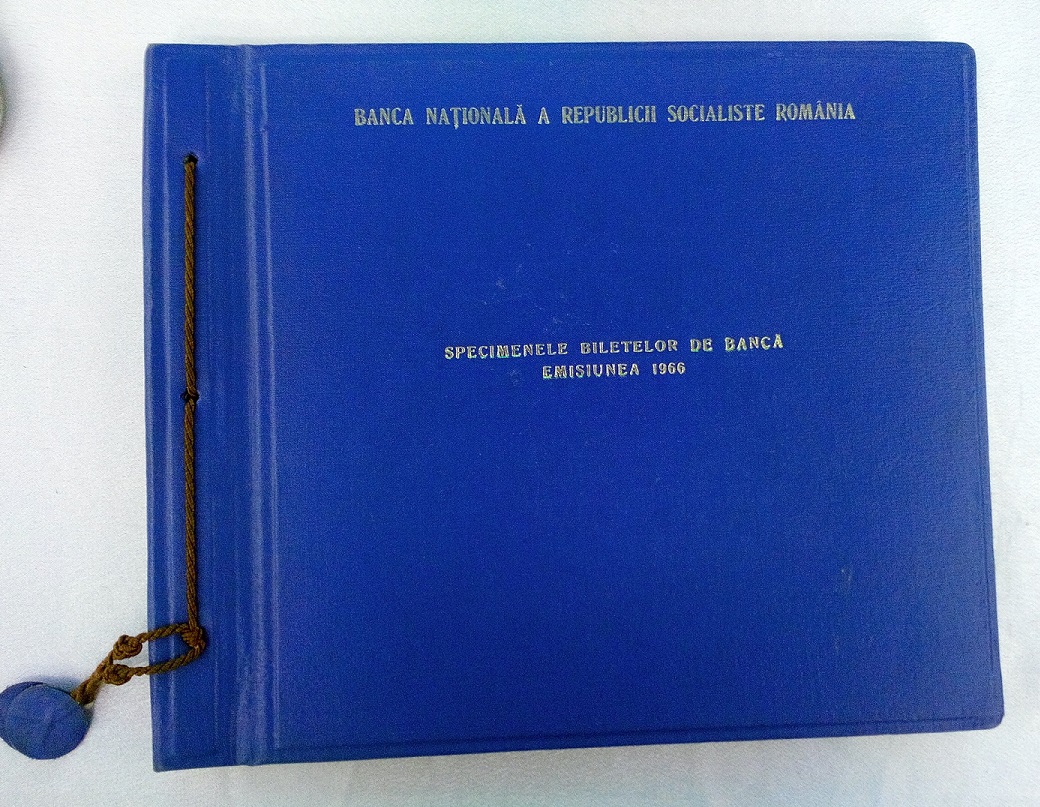 BANCA NAȚIONALĂ A REPUBLICII SOCIALISTE ROMÂNIA
SPECIMENELE BILETELOR DE BANCĂ
EMISIUNEA 1966